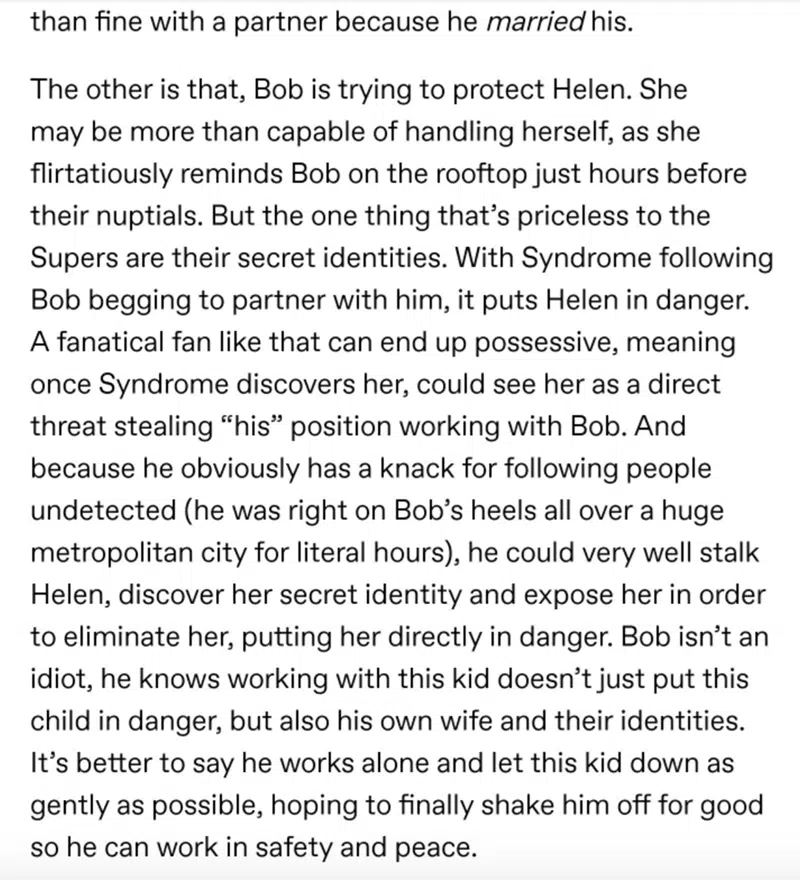 than fine with a partner because he married his.
The other is that, Bob is trying to protect Helen. She
may be more than capable of handling herself, as she
flirtatiously reminds Bob on the rooftop just hours before
their nuptials. But the one thing that’s priceless to the
Supers are their secret identities. With Syndrome following
Bob begging to partner with him, it puts Helen in danger.
A fanatical fan like that can end up possessive, meaning
once Syndrome discovers her, could see her as a direct
threat stealing “his” position working with Bob. And
because he obviously has a knack for following people
undetected (he was right on Bob’s heels all over a huge
metropolitan city for literal hours), he could very well stalk
Helen, discover her secret identity and expose her in order
to eliminate her, putting her directly in danger. Bob isn’t an
idiot, he knows working with this kid doesn’t just put this
child in danger, but also his own wife and their identities.
It’s better to say he works alone and let this kid down as
gently as possible, hoping to finally shake him off for good
so he can work in safety and peace.